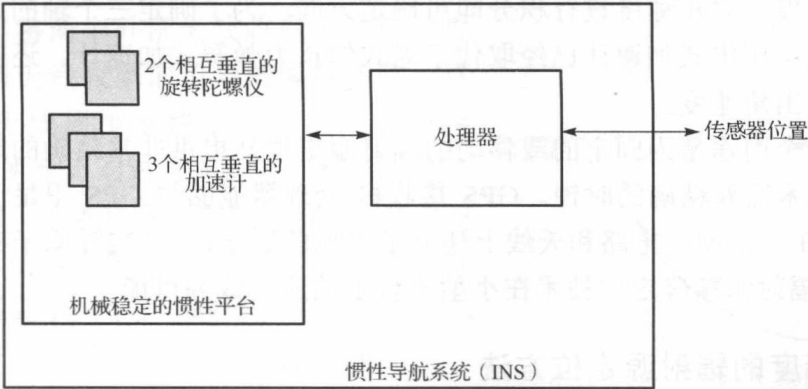 2个相互垂直的
旋转陀螺仪
3个相互垂直的
加速计
机械稳定的惯性平台
处理器
传感器位置
惯性导航系统（INS）